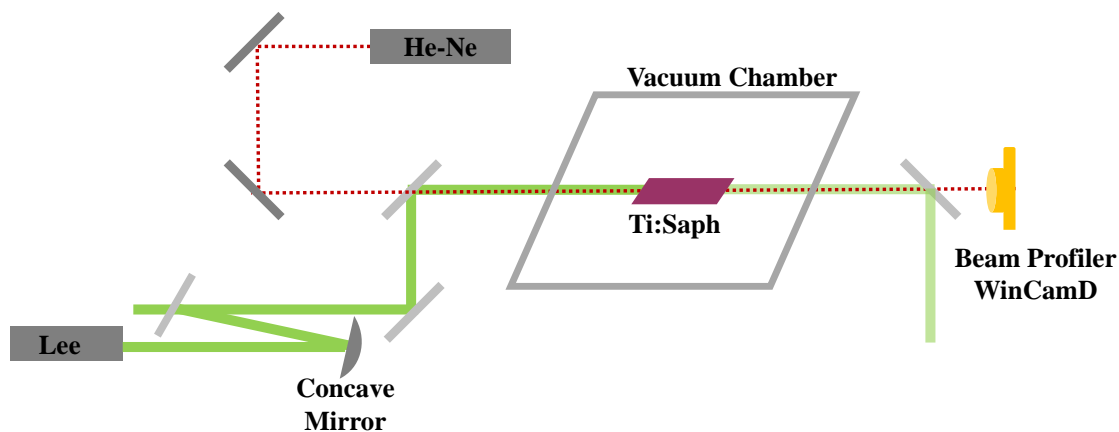 He-Ne
Vacuum Chamber
Ti:Saph
Beam Profiler
WinCamD
Lee
Concave
Mirror